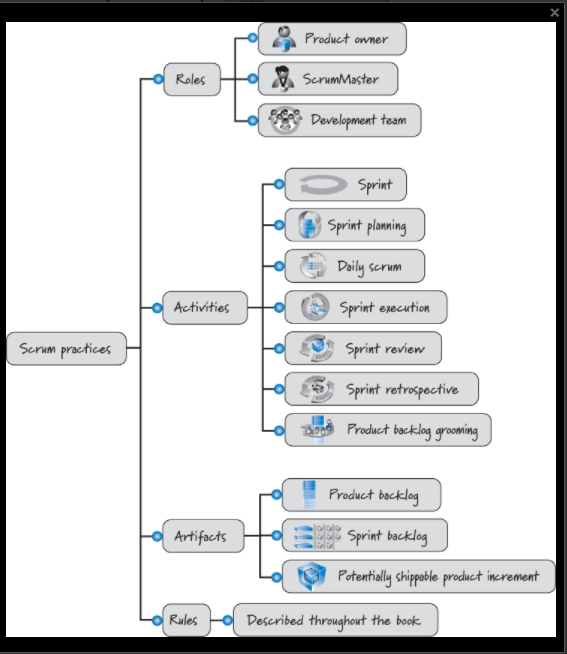 Scrum practices
Roles
Product owner
ScrumMaster
Development team
Activities
Sprint
Sprint planning
Daily scrum
Sprint execution
Sprint review
Sprint retrospective
Product backlog grooming
Artifacts
Product backlog
Sprint backlog
Potentially shippable product increment
Rules
Described throughout the book